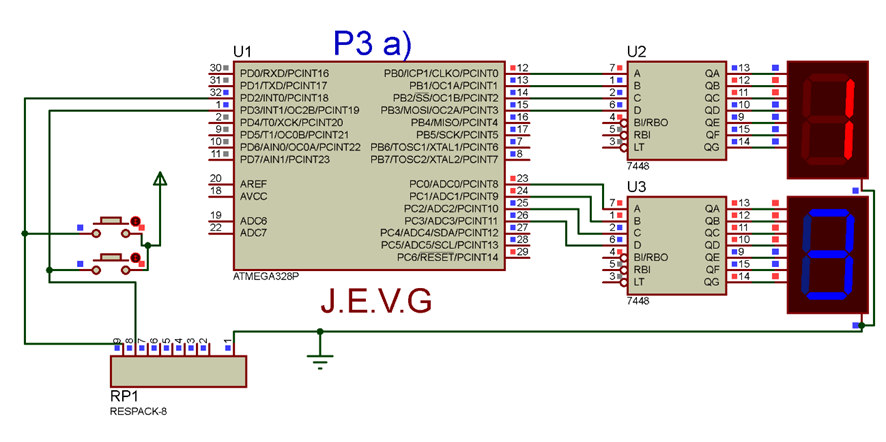 P3 a)
U1
30 PD0/RXD/PCINT16
31 PD1/TXD/PCINT17
32 PD2/INT0/PCINT18
1 PD3/INT1/OC2B/PCINT19
2 PD4/T0/XCK/PCINT20
9 PD5/T1/OC0B/PCINT21
10 PD6/AIN0/OC0A/PCINT22
11 PD7/AIN1/PCINT23
20 AREF
18 AVCC
19 ADC6
22 ADC7
PB0/ICP1/CLKO/PCINT0 12
PB1/OC1A/PCINT1 13
PB2/SS/OC1B/PCINT2 14
PB3/MOSI/OC2A/PCINT3 15
PB4/MISO/PCINT4 16
PB5/SCK/PCINT5 17
PB6/TOSC1/XTAL1/PCINT6 7
PB7/TOSC2/XTAL2/PCINT7 8
PC0/ADC0/PCINT8 23
PC1/ADC1/PCINT9 24
PC2/ADC2/PCINT10 25
PC3/ADC3/PCINT11 26
PC4/ADC4/SDA/PCINT12 27
PC5/ADC5/SCL/PCINT13 28
PC6/RESET/PCINT14 29
ATMEGA328P
U2
7 A QA 13
1 B QB 12
2 C QC 11
6 D QD 10
4 BI/RBO QE 9
5 RBI QF 15
3 LT QG 14
7448
U3
7 A QA 13
1 B QB 12
2 C QC 11
6 D QD 10
4 BI/RBO QE 9
5 RBI QF 15
3 LT QG 14
7448
J.E.V.G
9 8 7 6 5 4 3 2 1
RP1
RESPACK-8